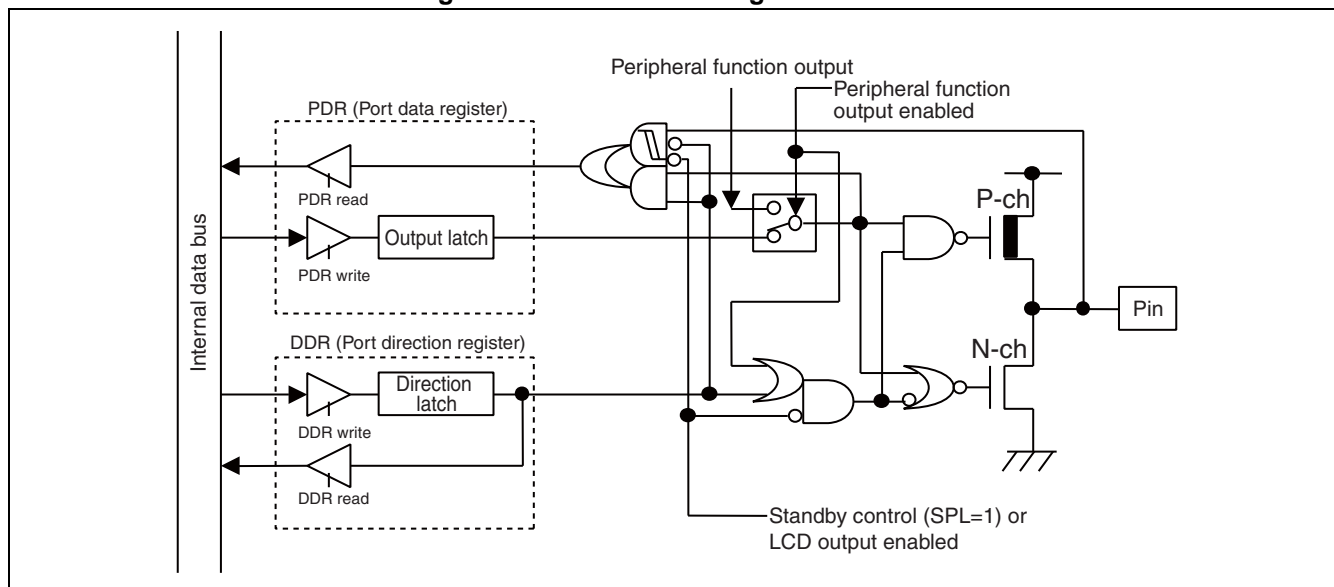 Peripheral function output
Peripheral function
output enabled
PDR (Port data register)
PDR read
Output latch
PDR write
P-ch
Pin
Internal data bus
DDR (Port direction register)
Direction
latch
DDR write
DDR read
N-ch
Standby control (SPL=1) or
LCD output enabled